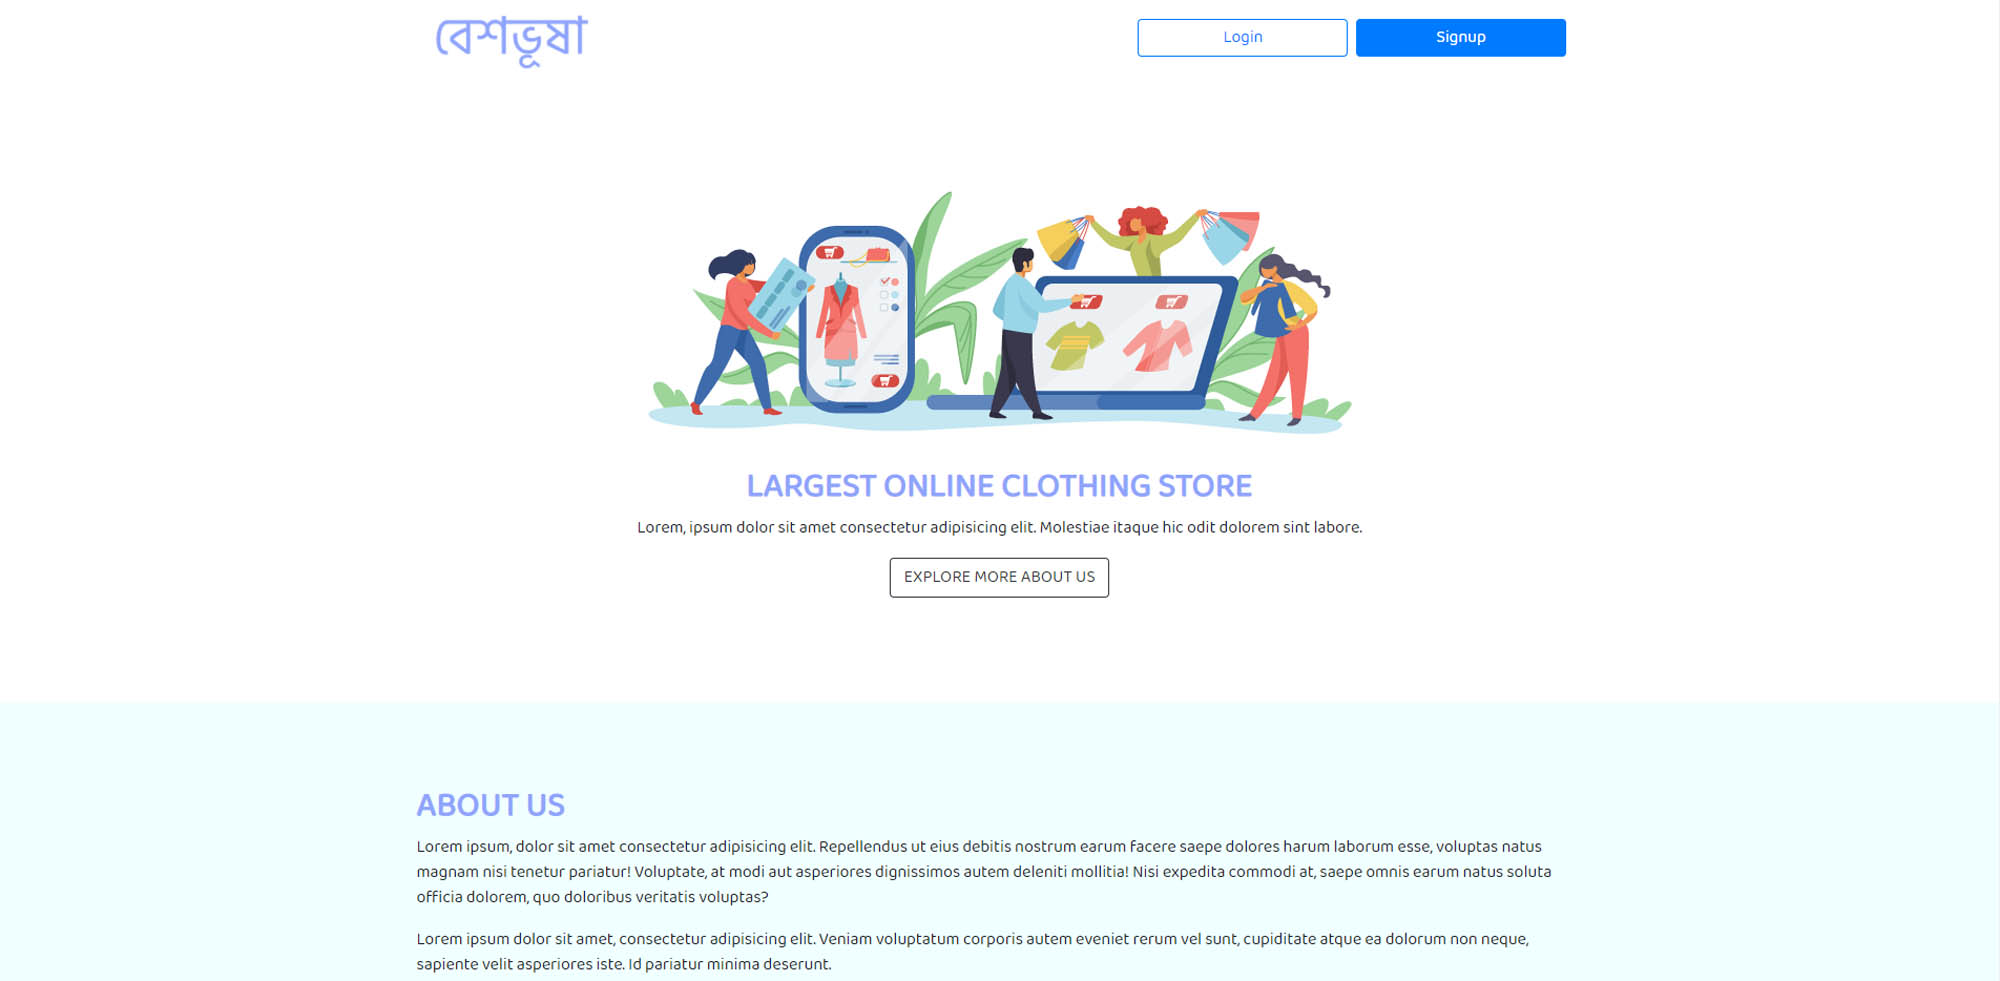 বেশভূষা
Login
Signup
LARGEST ONLINE CLOTHING STORE
Lorem, ipsum dolor sit amet consectetur adipisicing elit. Molestiae itaque hic odit dolorem sint labore.
EXPLORE MORE ABOUT US
ABOUT US
Lorem ipsum, dolor sit amet consectetur adipisicing elit. Repellendus ut eius debitis nostrum earum facere saepe dolores harum laborum esse, voluptas natus
magnam nisi tenetur pariatur! Voluptate, at modi aut asperiores dignissimos autem deleniti mollitia! Nisi expedita commodi at, saepe omnis earum natus soluta
officia dolorem, quo doloribus veritatis voluptas?
Lorem ipsum dolor sit amet, consectetur adipisicing elit. Veniam voluptatum corporis autem eveniet rerum vel sunt, cupiditate atque ea dolorum non neque,
sapiente velit asperiores iste. Id pariatur minima deserunt.